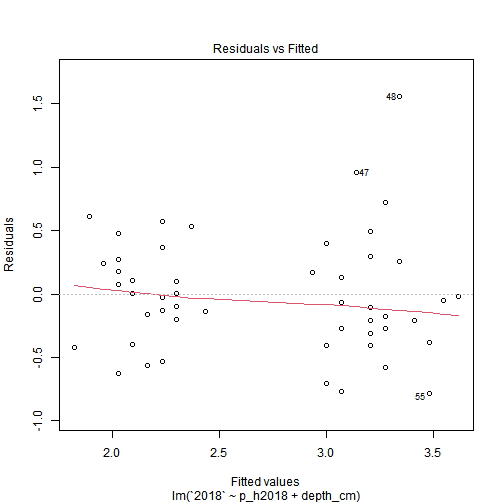 Residuals vs Fitted
1.5
1.0
0.5
0.0
-0.5
-1.0
Residuals
48
47
55
2.0 2.5 3.0 3.5
Fitted values
lm(`2018` ~ p_h2018 + depth_cm)